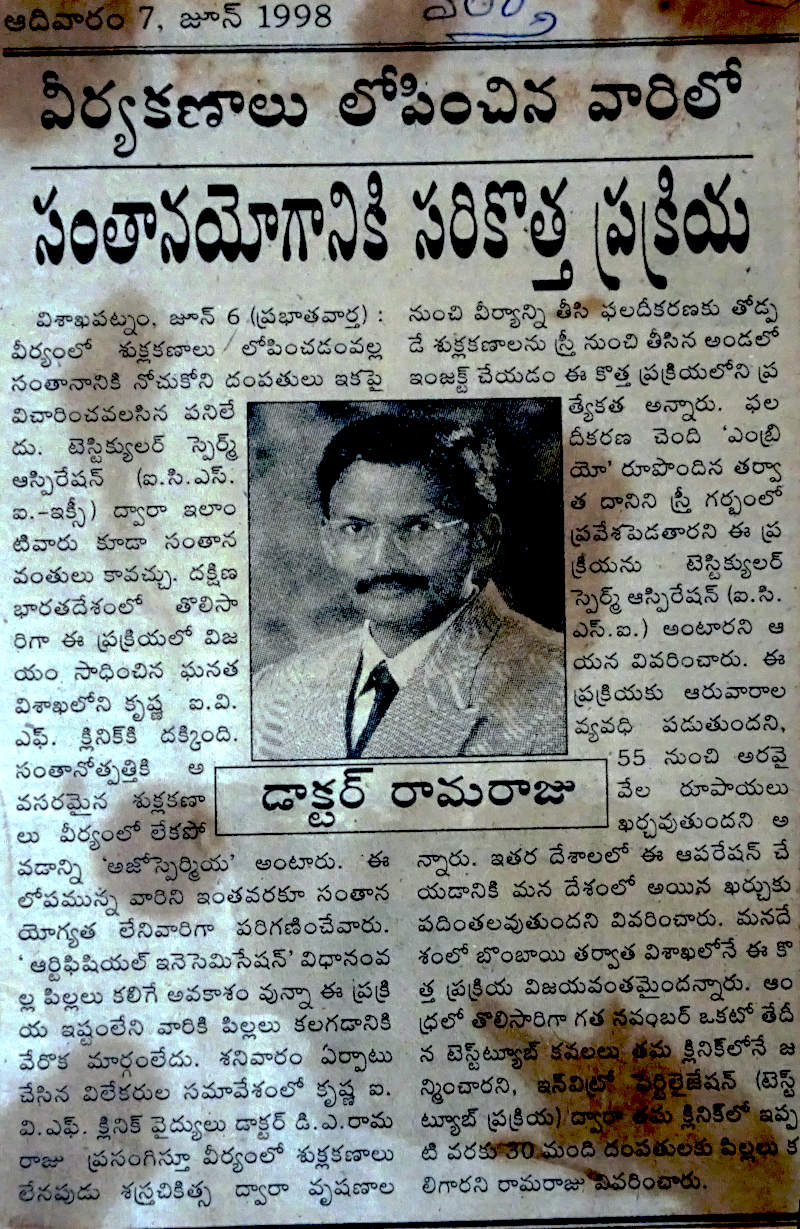 ఆదివారం 7, జూన్ 1998
వీర్యకణాలు లోపించిన వారిలో
సంతానయోగానికి సరికొత్త ప్రక్రియ
విశాఖపట్నం, జూన్ 6 (ప్రభాతవార్త) :
వీర్యంలో శుక్లకణాలు లోపించడంవల్ల
సంతానానికి నోచుకోని దంపతులు ఇకపై
విచారించవలసిన పనిలే
దు. టెస్టిక్యులర్ స్పెర్మ్
ఆస్పిరేషన్ (ఐ.సి.ఎస్.
ఐ.-ఇక్సీ) ద్వారా ఇలాం
టివారు కూడా సంతాన
వంతులు కావచ్చు. దక్షిణ
భారతదేశంలో తొలిసా
రిగా ఈ ప్రక్రియలో విజ
యం సాధించిన ఘనత
విశాఖలోని కృష్ణ ఐ.వి.
ఎఫ్. క్లినిక్‌కి దక్కింది.
సంతానోత్పత్తికి అ
వసరమైన శుక్లకణా
లు వీర్యంలో లేకపో
వడాన్ని 'అజోస్పెర్మియ' అంటారు. ఈ
లోపమున్న వారిని ఇంతవరకూ సంతాన
యోగ్యత లేనివారిగా పరిగణించేవారు.
'ఆర్టిఫిషియల్ ఇనెసెమిసేషన్' విధానంవ
ల్ల పిల్లలు కలిగే అవకాశం వున్నా ఈ ప్రక్రి
య ఇష్టంలేని వారికి పిల్లలు కలగడానికి
వేరొక మార్గంలేదు. శనివారం ఏర్పాటు
చేసిన విలేకరుల సమావేశంలో కృష్ణ ఐ.
వి.ఎఫ్. క్లినిక్ వైద్యులు డాక్టర్ డి.ఎ.రామ
రాజు ప్రసంగిస్తూ వీర్యంలో శుక్లకణాలు
లేనపుడు శస్త్రచికిత్స ద్వారా వృషణాల
నుంచి వీర్యాన్ని తీసి ఫలదీకరణకు తోడ్ప
డే శుక్లకణాలను స్త్రీ నుంచి తీసిన అండలో
ఇంజక్ట్ చేయడం ఈ కొత్త ప్రక్రియలోని ప్ర
త్యేకత అన్నారు. ఫల
దీకరణ చెంది 'ఎంబ్రి
యో' రూపొందిన తర్వా
త దానిని స్త్రీ గర్భంలో
ప్రవేశపెడతారని ఈ ప్ర
క్రియను టెస్టిక్యులర్
స్పెర్మ్ ఆస్పిరేషన్ (ఐ.సి.
ఎస్.ఐ.) అంటారని ఆ
యన వివరించారు. ఈ
ప్రక్రియకు ఆరువారాల
వ్యవధి పడుతుందని,
55 నుంచి అరవై
వేల రూపాయలు
ఖర్చవుతుందని అ
న్నారు. ఇతర దేశాలలో ఈ ఆపరేషన్ చే
యడానికి మన దేశంలో అయిన ఖర్చుకు
పదింతలవుతుందని వివరించారు. మనదే
శంలో బొంబాయి తర్వాత విశాఖలోనే ఈ కొ
త్త ప్రక్రియ విజయవంతమైందన్నారు. ఆం
ధ్రలో తొలిసారిగా గత నవంబర్ ఒకటో తేదీ
న టెస్ట్‌ట్యూబ్ కవలలు తమ క్లినిక్‌లోనే జ
న్మించారని, ఇన్‌విట్రో ఫెర్టిలైజేషన్ (టెస్ట్
ట్యూబ్ ప్రక్రియ) ద్వారా తమ క్లినిక్‌లో ఇప్ప
టి వరకు 30 మంది దంపతులకు పిల్లలు క
లిగారని రామరాజు వివరించారు.
డాక్టర్ రామరాజు